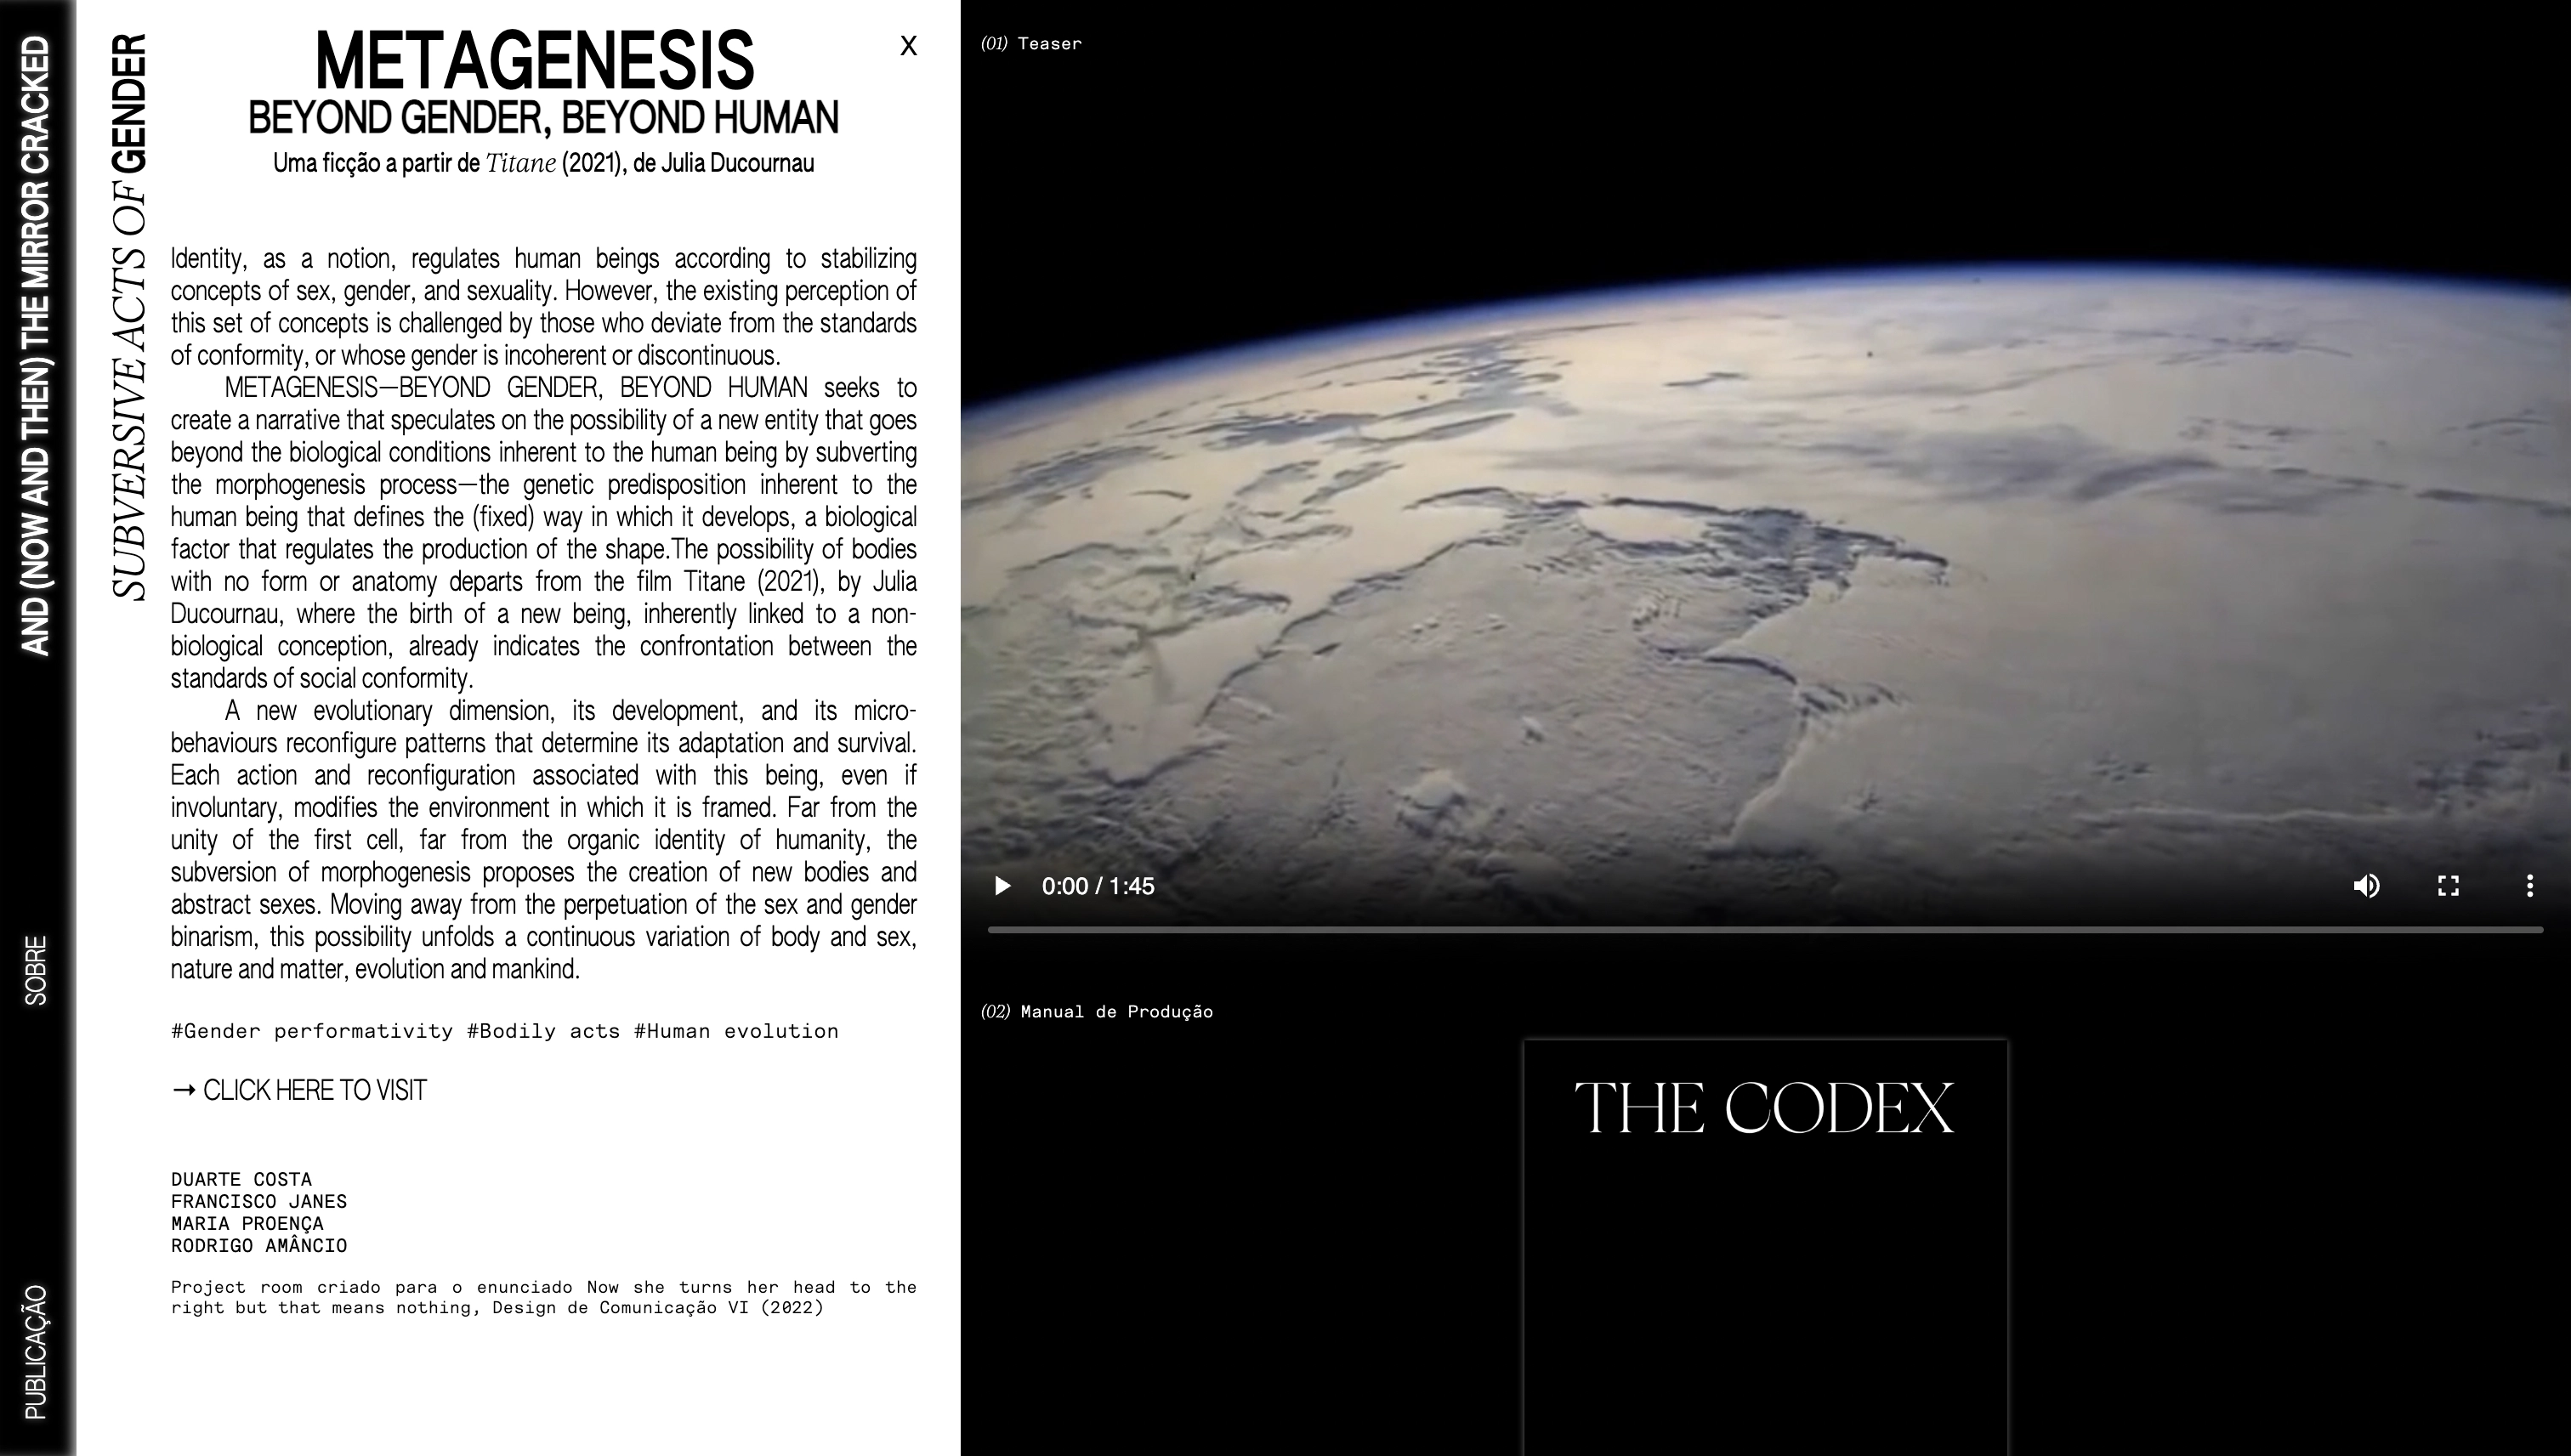 AND (NOW AND THEN) THE MIRROR CRACKED
SOBRE
PUBLICAÇÃO
SUBVERSIVE ACTS OF GENDER
METAGENESIS
X
BEYOND GENDER, BEYOND HUMAN
Uma ficção a partir de Titane (2021), de Julia Ducournau
Identity, as a notion, regulates human beings according to stabilizing
concepts of sex, gender, and sexuality. However, the existing perception of
this set of concepts is challenged by those who deviate from the standards
of conformity, or whose gender is incoherent or discontinuous.
METAGENESIS—BEYOND GENDER, BEYOND HUMAN seeks to
create a narrative that speculates on the possibility of a new entity that goes
beyond the biological conditions inherent to the human being by subverting
the morphogenesis process—the genetic predisposition inherent to the
human being that defines the (fixed) way in which it develops, a biological
factor that regulates the production of the shape.The possibility of bodies
with no form or anatomy departs from the film Titane (2021), by Julia
Ducournau, where the birth of a new being, inherently linked to a non-
biological conception, already indicates the confrontation between the
standards of social conformity.
A new evolutionary dimension, its development, and its micro-
behaviours reconfigure patterns that determine its adaptation and survival.
Each action and reconfiguration associated with this being, even if
involuntary, modifies the environment in which it is framed. Far from the
unity of the first cell, far from the organic identity of humanity, the
subversion of morphogenesis proposes the creation of new bodies and
abstract sexes. Moving away from the perpetuation of the sex and gender
binarism, this possibility unfolds a continuous variation of body and sex,
nature and matter, evolution and mankind.
#Gender performativity #Bodily acts #Human evolution
→ CLICK HERE TO VISIT
DUARTE COSTA
FRANCISCO JANES
MARIA PROENÇA
RODRIGO AMÂNCIO
Project room criado para o enunciado Now she turns her head to the
right but that means nothing, Design de Comunicação VI (2022)
(01) Teaser
0:00 / 1:45
(02) Manual de Produção
THE CODEX